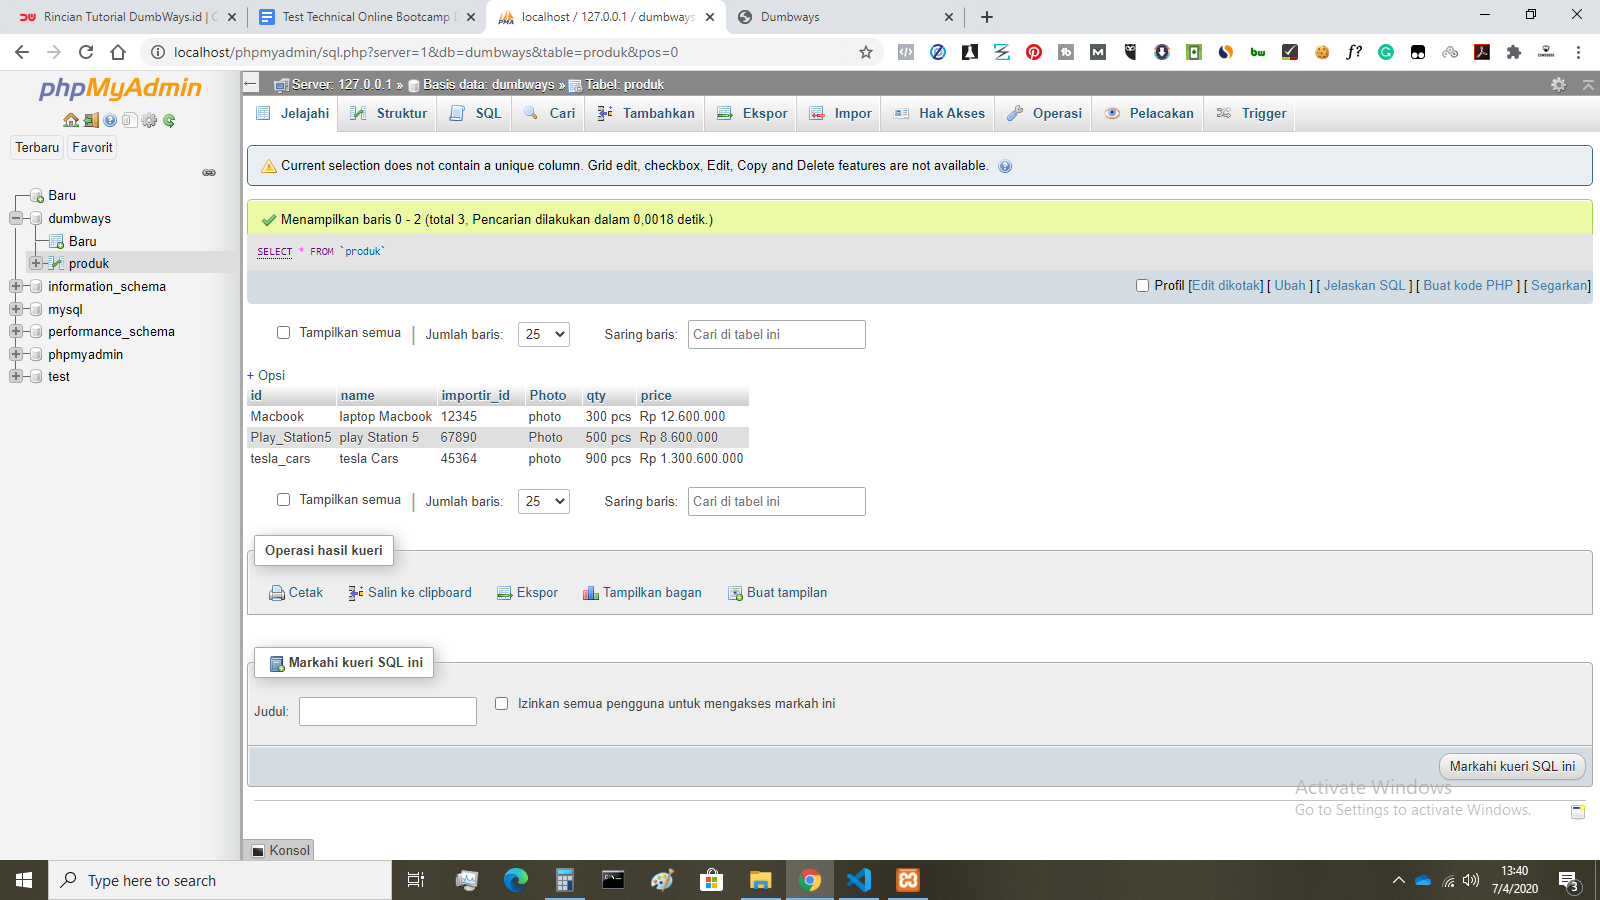 Rincian Tutorial DumbWays.id | C
Test Technical Online Bootcamp D
localhost / 127.0.0.1 / dumbways
Dumbways
localhost/phpmyadmin/sql.php?server=1&db=dumbways&table=produk&pos=0
phpMyAdmin
Terbaru
Favorit
Baru
dumbways
Baru
produk
information_schema
mysql
performance_schema
phpmyadmin
test
Server: 127.0.0.1 » Basis data: dumbways » Tabel: produk
Jelajahi Struktur SQL Cari Tambahkan Ekspor Impor Hak Akses Operasi Pelacakan Trigger
Current selection does not contain a unique column. Grid edit, checkbox, Edit, Copy and Delete features are not available.
Menampilkan baris 0 - 2 (total 3, Pencarian dilakukan dalam 0,0018 detik.)
SELECT * FROM `produk`
Profil [Edit dikotak] [ Ubah ] [ Jelaskan SQL ] [ Buat kode PHP ] [ Segarkan]
Tampilkan semua | Jumlah baris: 25 Saring baris: Cari di tabel ini
+ Opsi
id name importir_id Photo qty price
Macbook laptop Macbook 12345 photo 300 pcs Rp 12.600.000
Play_Station5 play Station 5 67890 Photo 500 pcs Rp 8.600.000
tesla_cars tesla Cars 45364 photo 900 pcs Rp 1.300.600.000
Tampilkan semua | Jumlah baris: 25 Saring baris: Cari di tabel ini
Operasi hasil kueri
Cetak Salin ke clipboard Ekspor Tampilkan bagan Buat tampilan
Markahi kueri SQL ini
Judul: Izinkan semua pengguna untuk mengakses markah ini
Markahi kueri SQL ini
Activate Windows
Go to Settings to activate Windows.
Konsol
Type here to search
13:40
7/4/2020
3